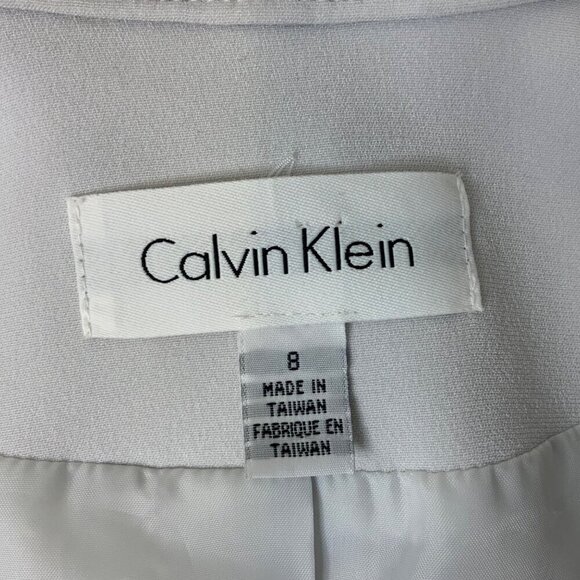 Calvin Klein
8
MADE IN
TAIWAN
FABRIQUE EN
TAIWAN